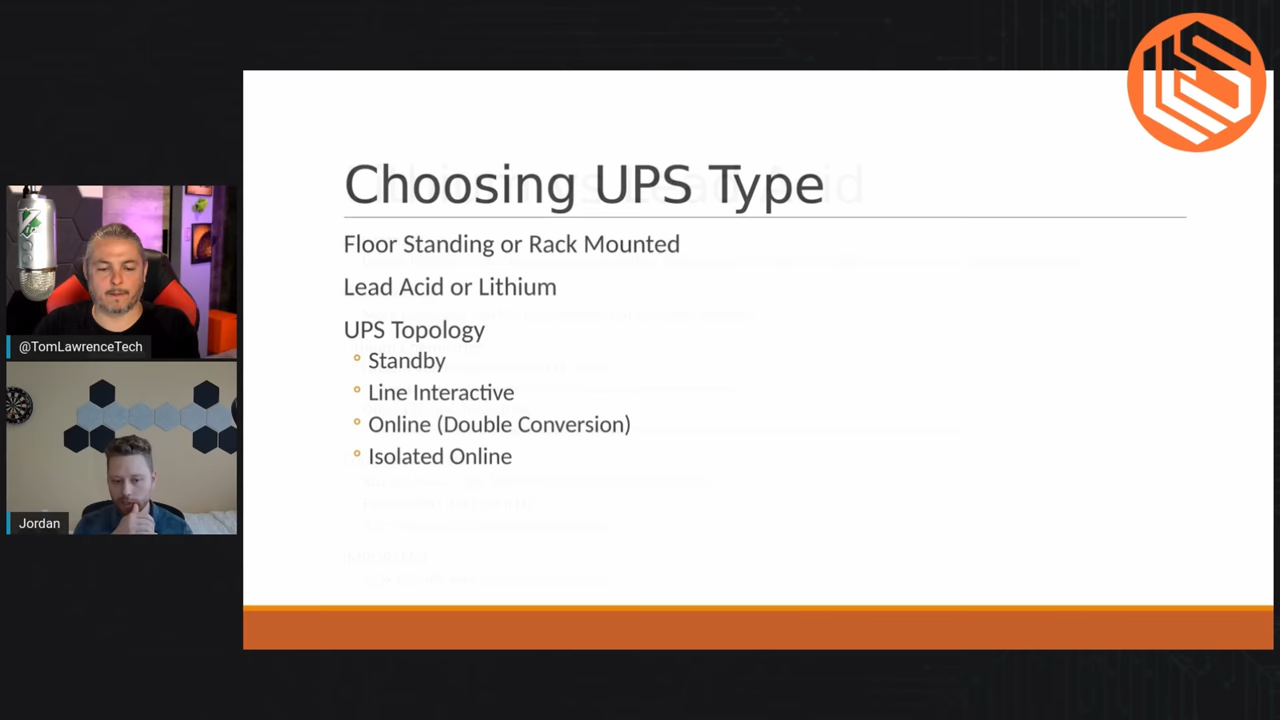 Choosing UPS Type
Floor Standing or Rack Mounted
Lead Acid or Lithium
UPS Topology
Standby
Line Interactive
Online (Double Conversion)
Isolated Online
@TomLawrenceTech
Jordan